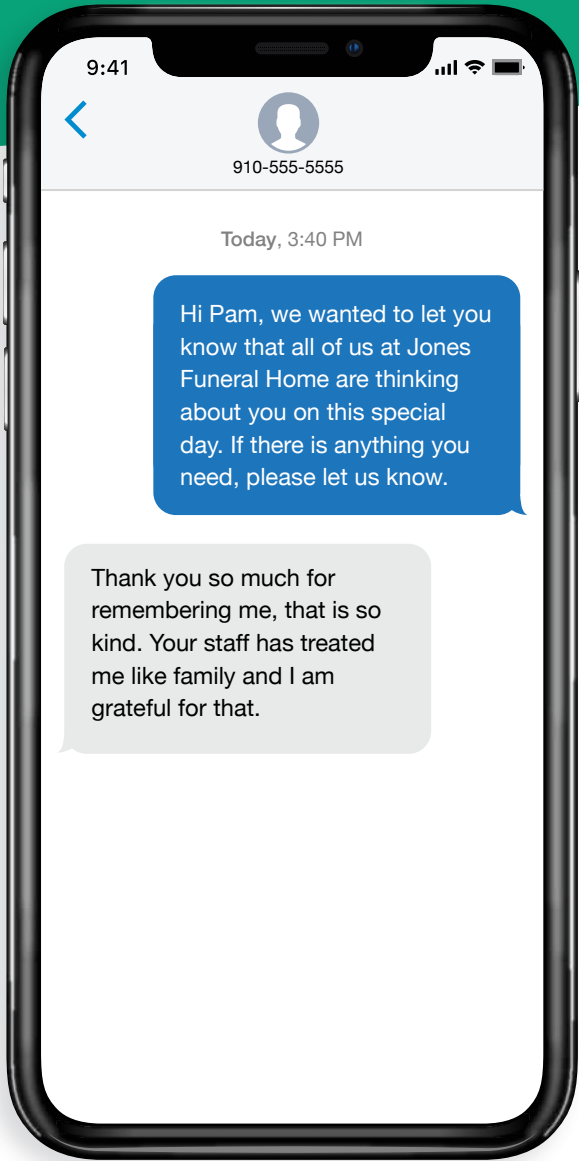 9:41
910-555-5555
Today, 3:40 PM
Hi Pam, we wanted to let you
know that all of us at Jones
Funeral Home are thinking
about you on this special
day. If there is anything you
need, please let us know.
Thank you so much for
remembering me, that is so
kind. Your staff has treated
me like family and I am
grateful for that.